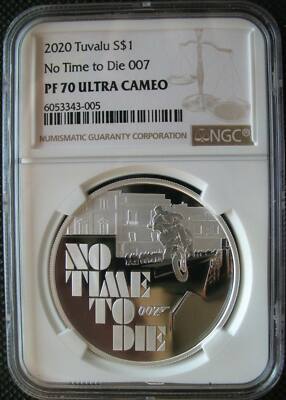 2020 Tuvalu S$1
No Time to Die 007
PF 70 ULTRA CAMEO
6053343-005
NUMISMATIC GUARANTY CORPORATION
NGC®
NO
TIME
TO
007
DIE